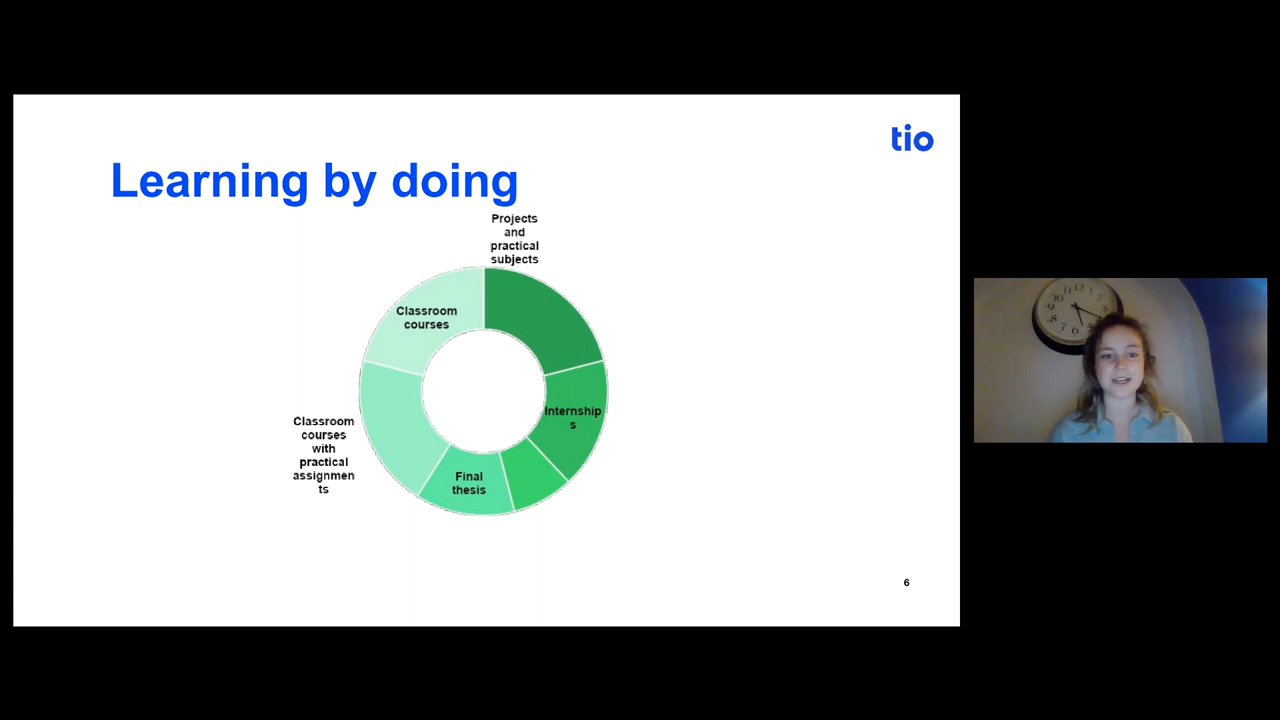 tio
Learning by doing
Projects
and
practical
subjects
Classroom
courses
Internship
s
Classroom
courses
with
practical
assignmen
ts
Final
thesis
6